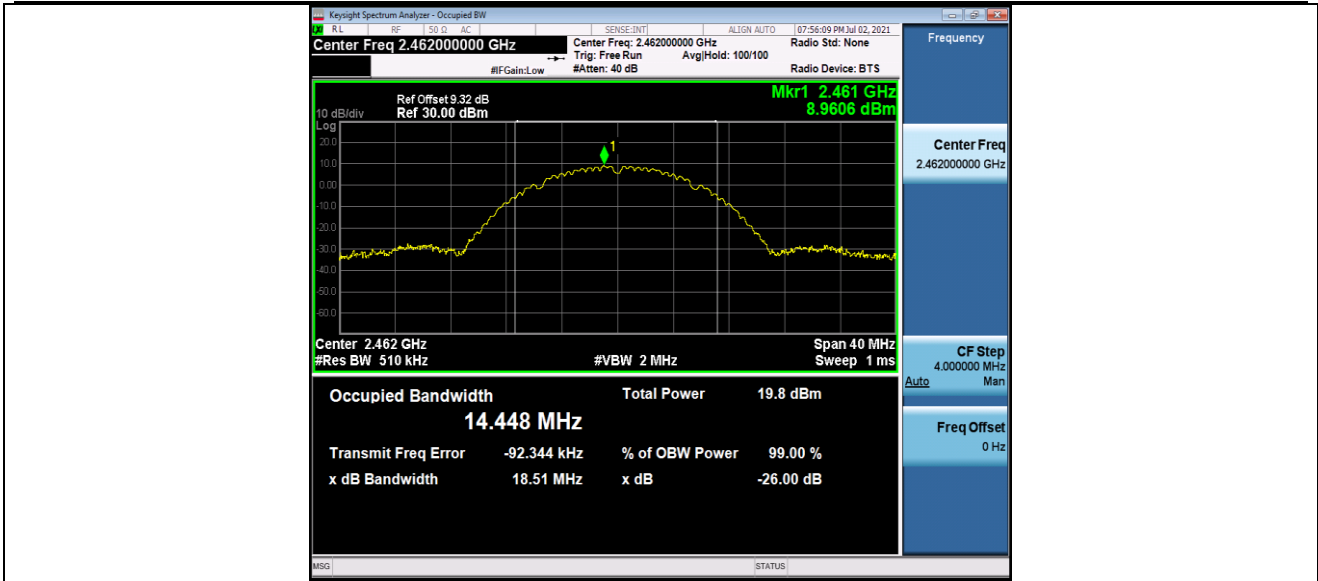 Keysight Spectrum Analyzer - Occupied BW
RL RF 50 Ω AC SENSE:INT ALIGN AUTO 07:56:09 PM Jul 02, 2021
Center Freq 2.462000000 GHz
Center Freq: 2.462000000 GHz Radio Std: None
Trig: Free Run Avg|Hold: 100/100
#IFGain:Low #Atten: 40 dB Radio Device: BTS
Frequency
Mkr1 2.461 GHz
8.9606 dBm
Ref Offset 9.32 dB
10 dB/div Ref 30.00 dBm
Log
20.0
10.0
0.00
-10.0
-20.0
-30.0
-40.0
-50.0
-60.0
1
Center 2.462 GHz Span 40 MHz
#Res BW 510 kHz #VBW 2 MHz Sweep 1 ms
Occupied Bandwidth Total Power 19.8 dBm
14.448 MHz
Transmit Freq Error -92.344 kHz % of OBW Power 99.00 %
x dB Bandwidth 18.51 MHz x dB -26.00 dB
Center Freq
2.462000000 GHz
CF Step
4.000000 MHz
Auto Man
Freq Offset
0 Hz
MSG STATUS